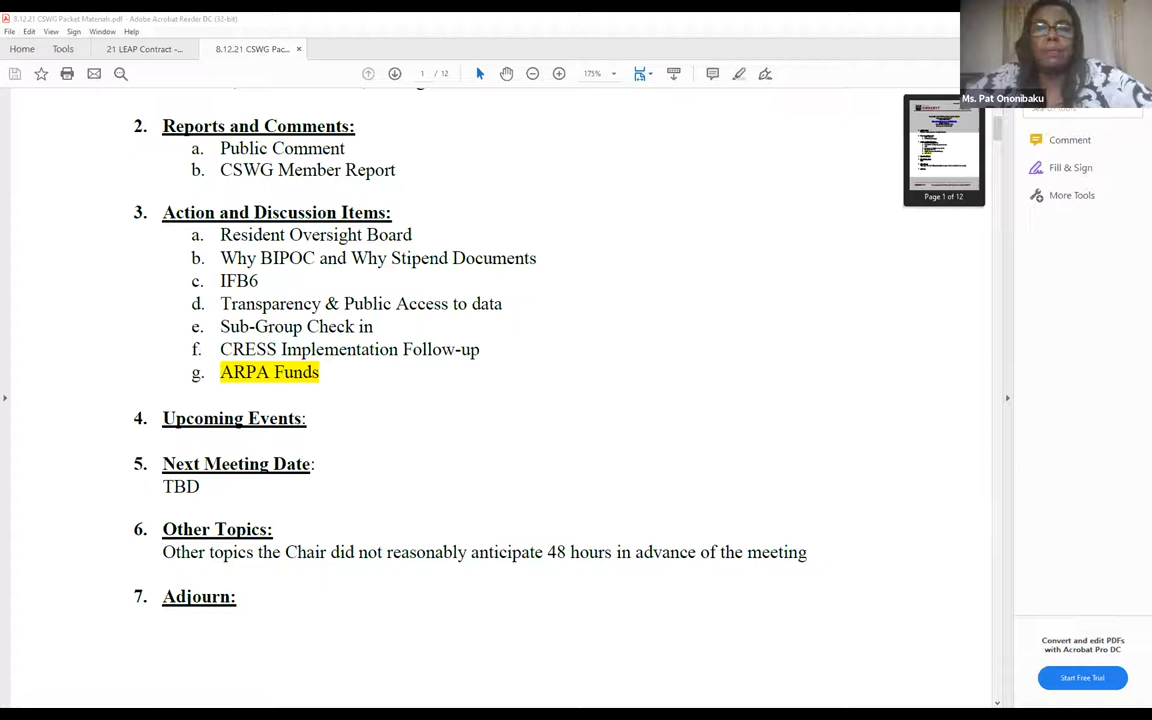 8.12.21 CSWG Packet Materials.pdf - Adobe Acrobat Reader DC (32-bit)
File Edit View Sign Window Help
Home Tools 21 LEAP Contract -... 8.12.21 CSWG Pac... ×
1 / 12 175%
Ms. Pat Ononibaku
2. Reports and Comments:
a. Public Comment
b. CSWG Member Report
3. Action and Discussion Items:
a. Resident Oversight Board
b. Why BIPOC and Why Stipend Documents
c. IFB6
d. Transparency & Public Access to data
e. Sub-Group Check in
f. CRESS Implementation Follow-up
g. ARPA Funds
4. Upcoming Events:
5. Next Meeting Date:
TBD
6. Other Topics:
Other topics the Chair did not reasonably anticipate 48 hours in advance of the meeting
7. Adjourn:
Page 1 of 12
Comment
Fill & Sign
More Tools
Convert and edit PDFs
with Acrobat Pro DC
Start Free Trial